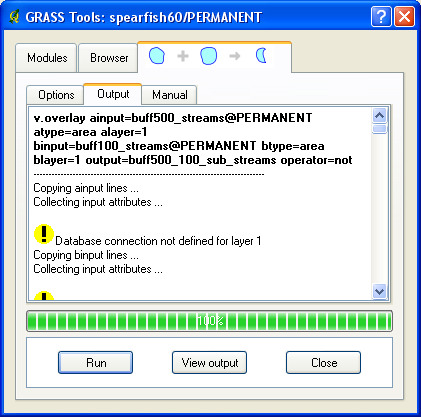 GRASS Tools: spearfish60/PERMANENT
Modules Browser
Options Output Manual
v.overlay ainput=buff500_streams@PERMANENT
atype=area alayer=1
binput=buff100_streams@PERMANENT btype=area
blayer=1 output=buff500_100_sub_streams operator=not
--------------------------------------------------------------------------------
Copying ainput lines ...
Collecting input attributes ...
Database connection not defined for layer 1
Copying binput lines ...
Collecting input attributes ...
100%
Run View output Close